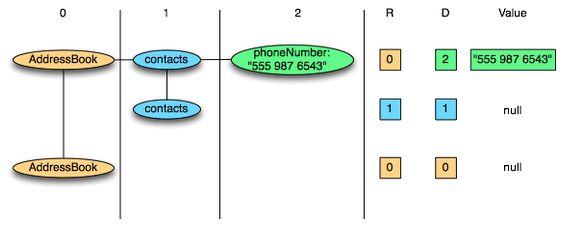 0 1 2 R D Value
AddressBook contacts phoneNumber: "555 987 6543" 0 2 "555 987 6543"
contacts 1 1 null
AddressBook 0 0 null